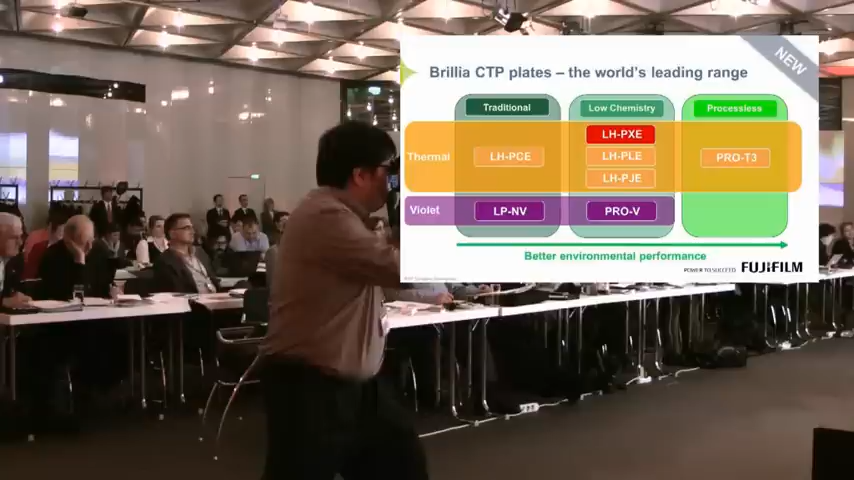 NEW
Brillia CTP plates – the world's leading range
Traditional
Low Chemistry
Processless
Thermal
LH-PCE
LH-PXE
LH-PLE
LH-PJE
PRO-T3
Violet
LP-NV
PRO-V
Better environmental performance
POWER TO SUCCEED
FUJIFILM